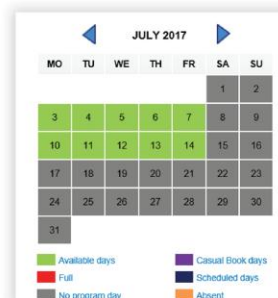 JULY 2017
MO TU WE TH FR SA SU
1 2
3 4 5 6 7 8 9
10 11 12 13 14 15 16
17 18 19 20 21 22 23
24 25 26 27 28 29 30
31
Available days Casual Book days
Full Scheduled days
No program day Absent